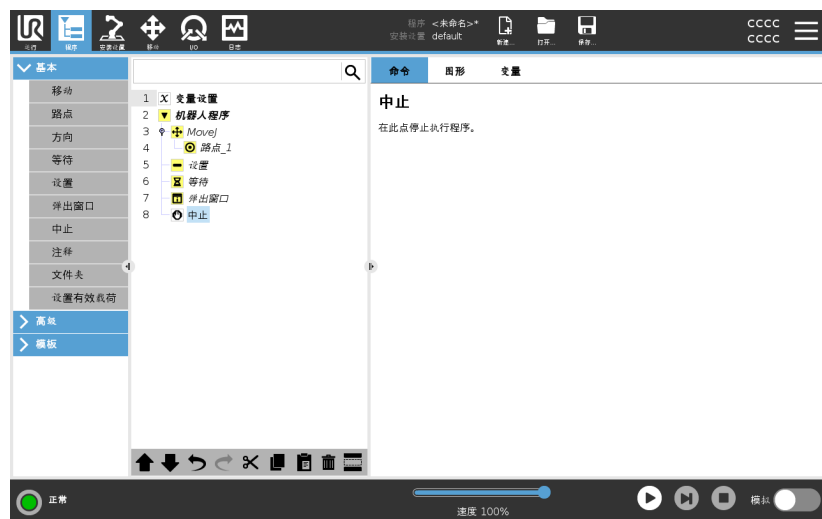 UR
程序 <未命名>*
安装设置 default
运行 程序 安装设置 移动 I/O 日志 新建... 打开... 保存...
CCCC
CCCC
基本
移动
路点
方向
等待
设置
弹出窗口
中止
注释
文件夹
设置有效载荷
高级
模板
1 X 变量设置
2 机器人程序
3 MoveJ
4 路点_1
5 设置
6 等待
7 弹出窗口
8 中止
命令 图形 变量
中止
在此点停止执行程序。
正常
速度 100%
模拟